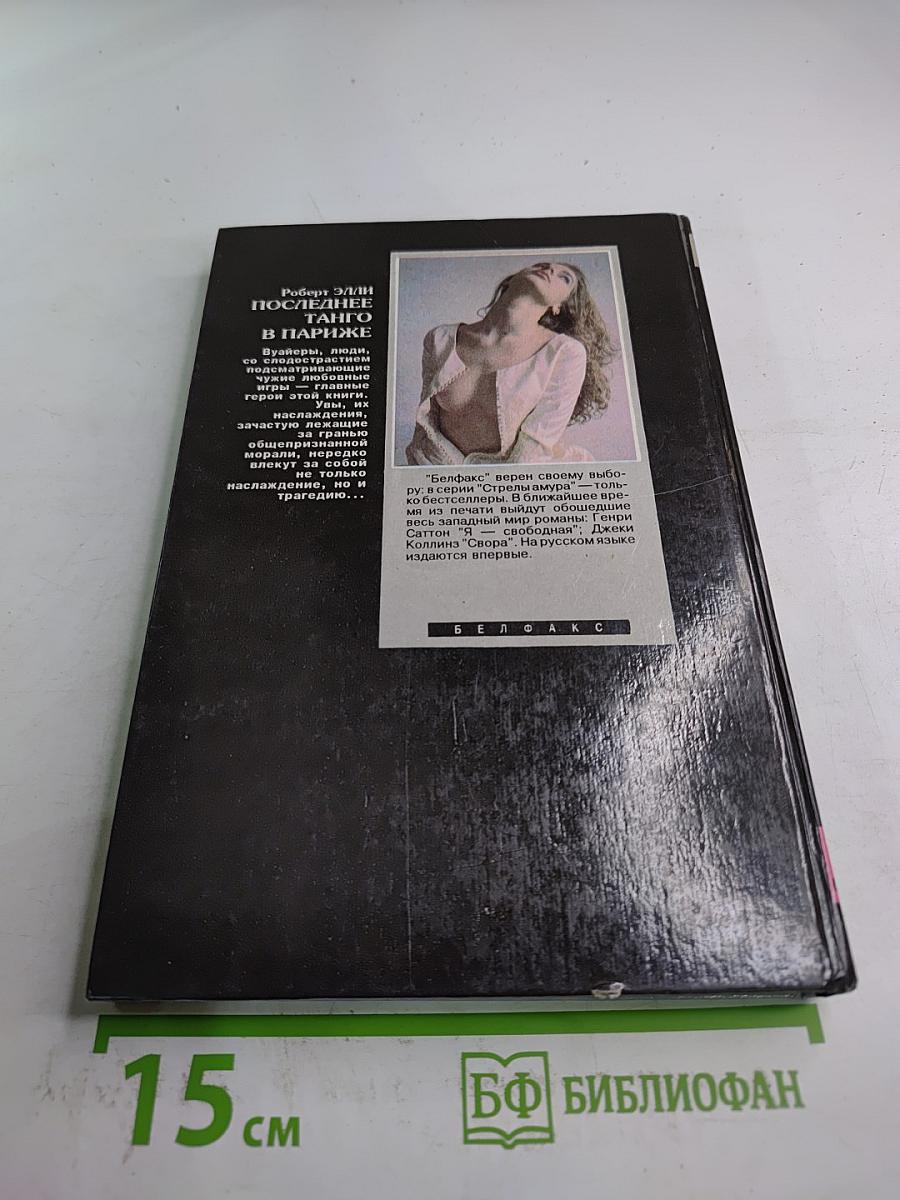 Роберт ЭЛЛИ
ПОСЛЕДНЕЕ
ТАНГО
В ПАРИЖЕ
Вуайеры, люди,
со слодострастием
подсматривающие
чужие любовные
игры — главные
герои этой книги.
Увы, их
наслаждения,
зачастую лежащие
за гранью
общепризнанной
морали, нередко
влекут за собой
не только
наслаждение, но и
трагедию...
"Белфакс" верен своему выбо-
ру: в серии "Стрелы амура" — толь-
ко бестселлеры. В ближайшее вре-
мя из печати выйдут обошедшие
весь западный мир романы: Генри
Саттон "Я — свободная"; Джеки
Коллинз "Свора". На русском языке
издаются впервые.
БЕЛФАКС
15 см
БФ БИБЛИОФАН